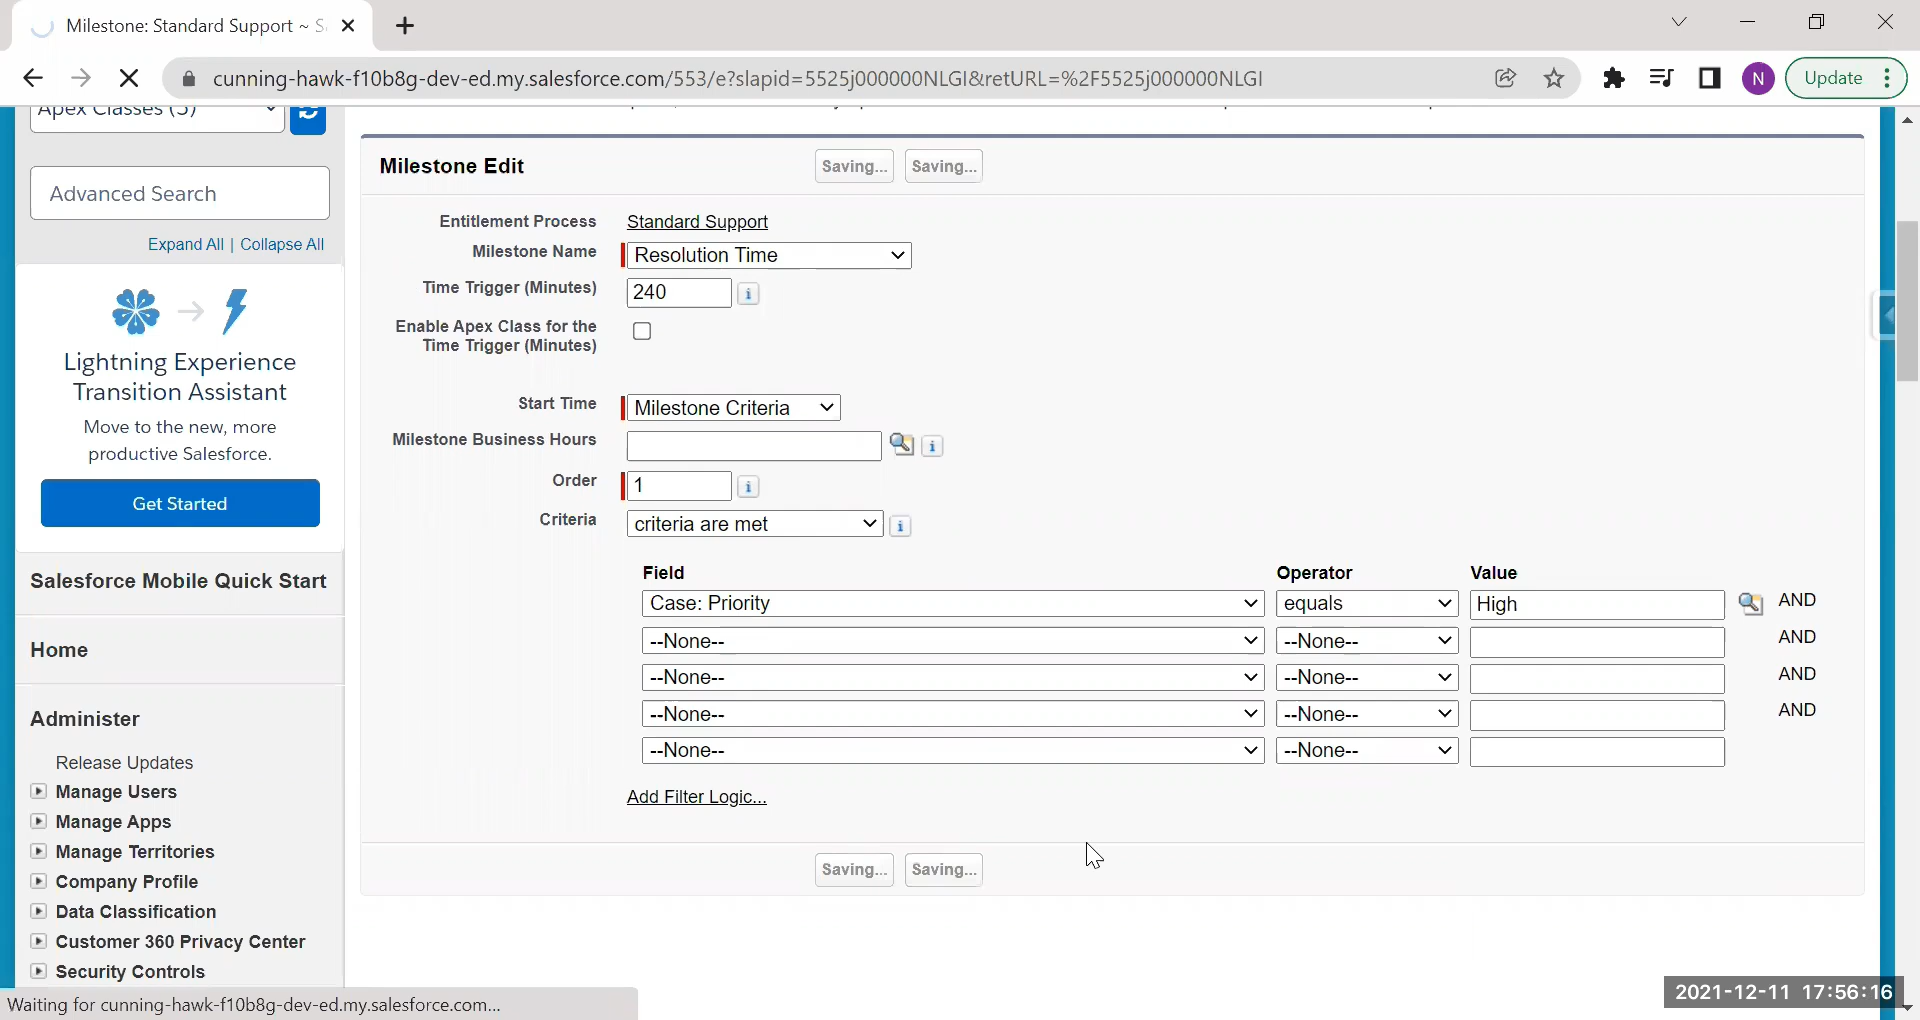 Milestone: Standard Support ~ S
cunning-hawk-f10b8g-dev-ed.my.salesforce.com/553/e?slapid=5525j000000NLGI&retURL=%2F5525j000000NLGI
N
Update
Apex Classes (5)
Advanced Search
Expand All | Collapse All
Lightning Experience
Transition Assistant
Move to the new, more
productive Salesforce.
Get Started
Salesforce Mobile Quick Start
Home
Administer
Release Updates
Manage Users
Manage Apps
Manage Territories
Company Profile
Data Classification
Customer 360 Privacy Center
Security Controls
Milestone Edit
Saving... Saving...
Entitlement Process Standard Support
Milestone Name Resolution Time
Time Trigger (Minutes) 240
Enable Apex Class for the
Time Trigger (Minutes)
Start Time Milestone Criteria
Milestone Business Hours
Order 1
Criteria criteria are met
Field Operator Value
Case: Priority equals High AND
--None-- --None-- AND
--None-- --None-- AND
--None-- --None-- AND
--None-- --None--
Add Filter Logic...
Saving... Saving...
Waiting for cunning-hawk-f10b8g-dev-ed.my.salesforce.com...
2021-12-11 17:56:16